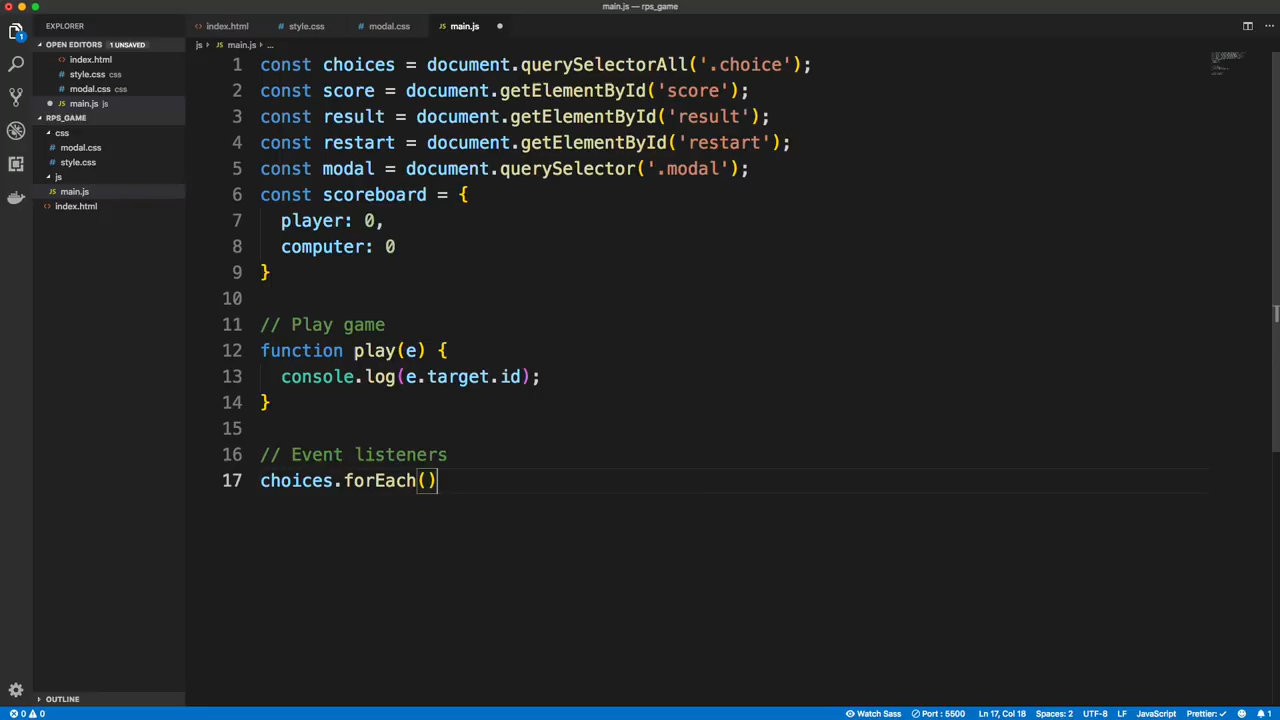 main.js — rps_game
EXPLORER
OPEN EDITORS 1 UNSAVED
index.html
style.css css
modal.css css
main.js js
RPS_GAME
css
modal.css
style.css
js
main.js
index.html
OUTLINE
index.html style.css modal.css main.js
js main.js ...
1 const choices = document.querySelectorAll('.choice');
2 const score = document.getElementById('score');
3 const result = document.getElementById('result');
4 const restart = document.getElementById('restart');
5 const modal = document.querySelector('.modal');
6 const scoreboard = {
7 player: 0,
8 computer: 0
9 }
10
11 // Play game
12 function play(e) {
13 console.log(e.target.id);
14 }
15
16 // Event listeners
17 choices.forEach()
0 0 Watch Sass Port : 5500 Ln 17, Col 18 Spaces: 2 UTF-8 LF JavaScript Prettier: ✓ 1